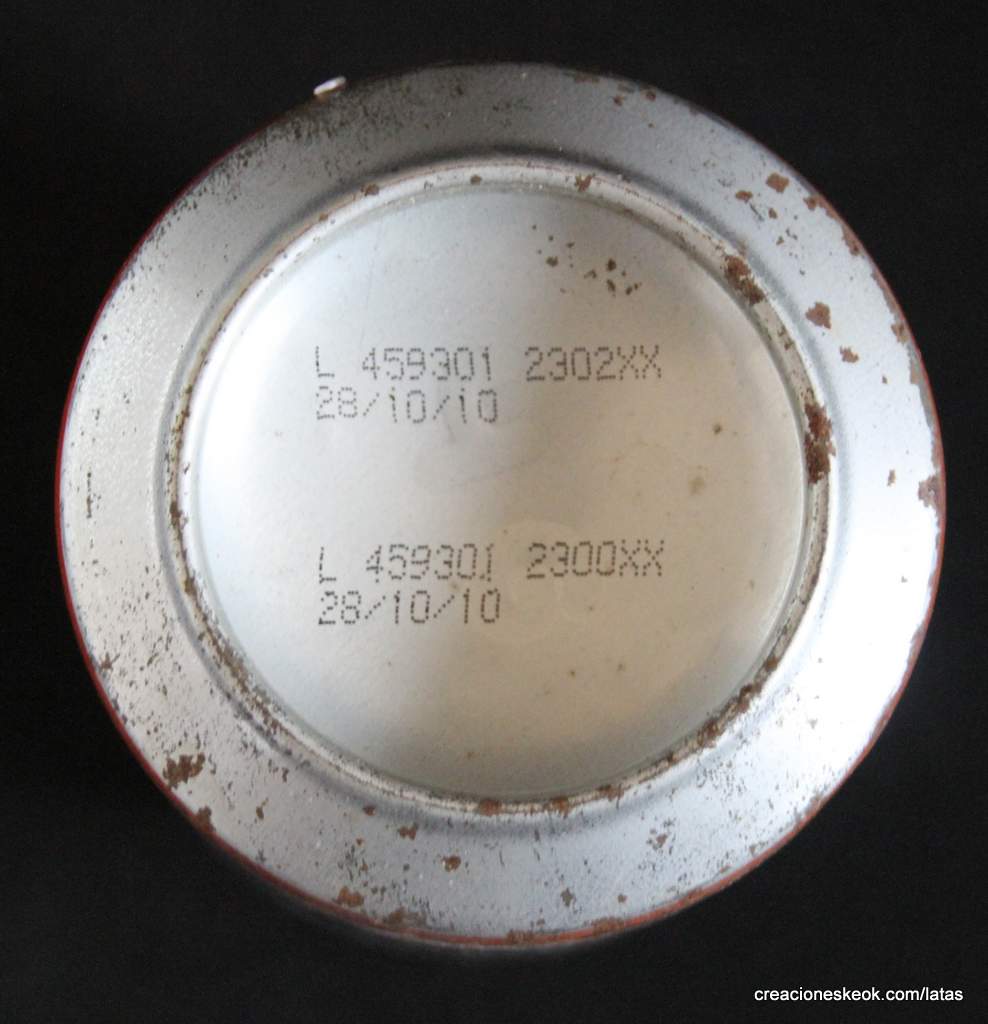 L 459301 2302XX
28/10/10
L 459301 2300XX
28/10/10
creacioneskeok.com/latas